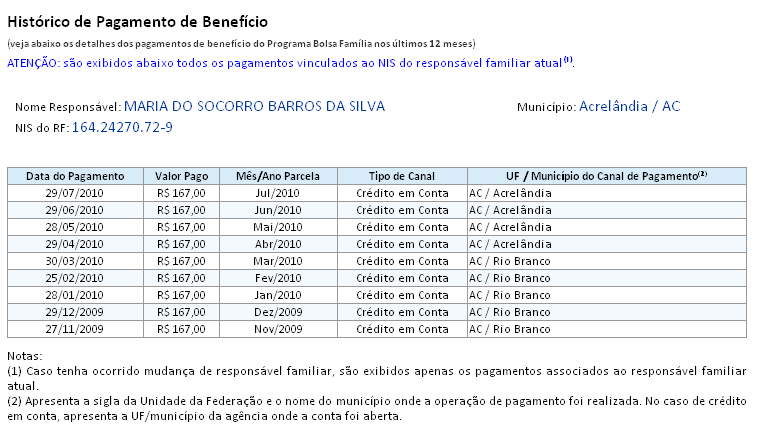 Histórico de Pagamento de Benefício
(veja abaixo os detalhes dos pagamentos de benefício do Programa Bolsa Família nos últimos 12 meses)
ATENÇÃO: são exibidos abaixo todos os pagamentos vinculados ao NIS do responsável familiar atual(1).
Nome Responsável: MARIA DO SOCORRO BARROS DA SILVA Município: Acrelândia / AC
NIS do RF: 164.24270.72-9
Data do Pagamento Valor Pago Mês/Ano Parcela Tipo de Canal UF / Município do Canal de Pagamento(2)
29/07/2010 R$ 167,00 Jul/2010 Crédito em Conta AC / Acrelândia
29/06/2010 R$ 167,00 Jun/2010 Crédito em Conta AC / Acrelândia
28/05/2010 R$ 167,00 Mai/2010 Crédito em Conta AC / Acrelândia
29/04/2010 R$ 167,00 Abr/2010 Crédito em Conta AC / Acrelândia
30/03/2010 R$ 167,00 Mar/2010 Crédito em Conta AC / Rio Branco
25/02/2010 R$ 167,00 Fev/2010 Crédito em Conta AC / Rio Branco
28/01/2010 R$ 167,00 Jan/2010 Crédito em Conta AC / Rio Branco
29/12/2009 R$ 167,00 Dez/2009 Crédito em Conta AC / Rio Branco
27/11/2009 R$ 167,00 Nov/2009 Crédito em Conta AC / Rio Branco
Notas:
(1) Caso tenha ocorrido mudança de responsável familiar, são exibidos apenas os pagamentos associados ao responsável familiar
atual.
(2) Apresenta a sigla da Unidade da Federação e o nome do município onde a operação de pagamento foi realizada. No caso de crédito
em conta, apresenta a UF/município da agência onde a conta foi aberta.